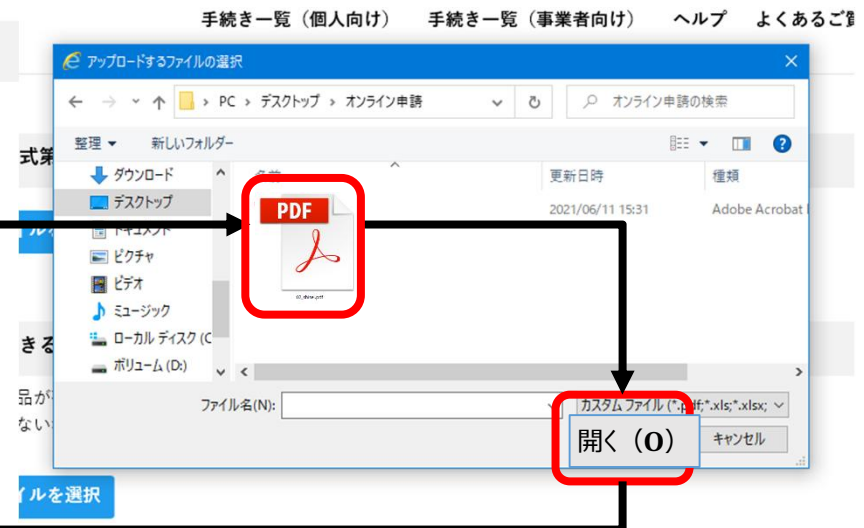 手続き一覧（個人向け） 手続き一覧（事業者向け） ヘルプ よくあるご質
アップロードするファイルの選択
PC › デスクトップ › オンライン申請 オンライン申請の検索
整理 新しいフォルダー
式第
ダウンロード 名前 更新日時 種類
デスクトップ 2021/06/11 15:31 Adobe Acrobat
PDF
ドキュメント
ピクチャ
ビデオ
ミュージック
きる
ローカル ディスク (C
ボリューム (D:)
品が
ない
ファイル名(N): カスタム ファイル (*.pdf;*.xls;*.xlsx;
開く（O） キャンセル
イルを選択